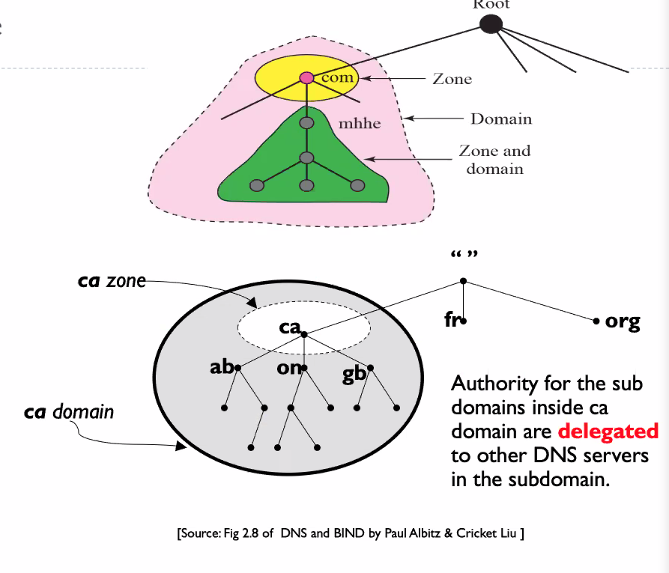 Root
com
Zone
mhhe
Domain
Zone and
domain
“ ”
ca zone
ca
fr
org
ab
on
gb
ca domain
Authority for the sub
domains inside ca
domain are delegated
to other DNS servers
in the subdomain.
[Source: Fig 2.8 of DNS and BIND by Paul Albitz & Cricket Liu ]